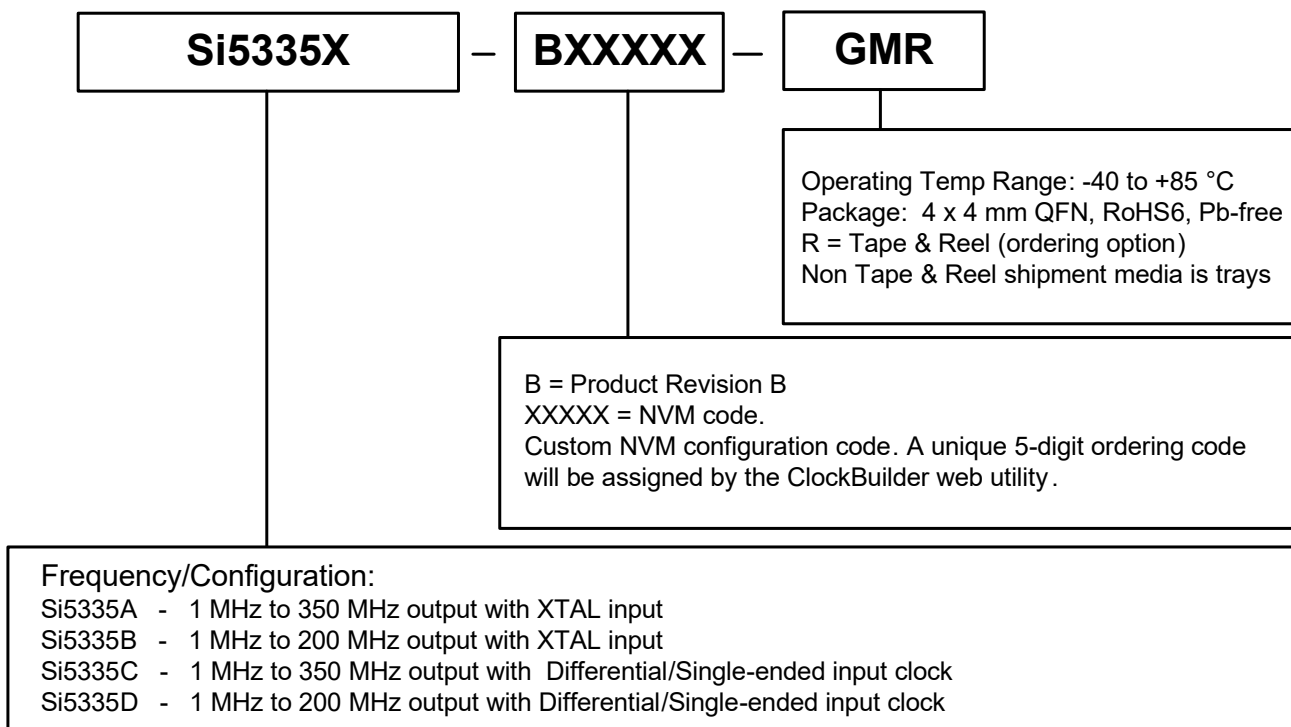 Si5335X – BXXXXX – GMR
Operating Temp Range: -40 to +85 °C
Package: 4 x 4 mm QFN, RoHS6, Pb-free
R = Tape & Reel (ordering option)
Non Tape & Reel shipment media is trays
B = Product Revision B
XXXXX = NVM code.
Custom NVM configuration code. A unique 5-digit ordering code
will be assigned by the ClockBuilder web utility.
Frequency/Configuration:
Si5335A - 1 MHz to 350 MHz output with XTAL input
Si5335B - 1 MHz to 200 MHz output with XTAL input
Si5335C - 1 MHz to 350 MHz output with Differential/Single-ended input clock
Si5335D - 1 MHz to 200 MHz output with Differential/Single-ended input clock